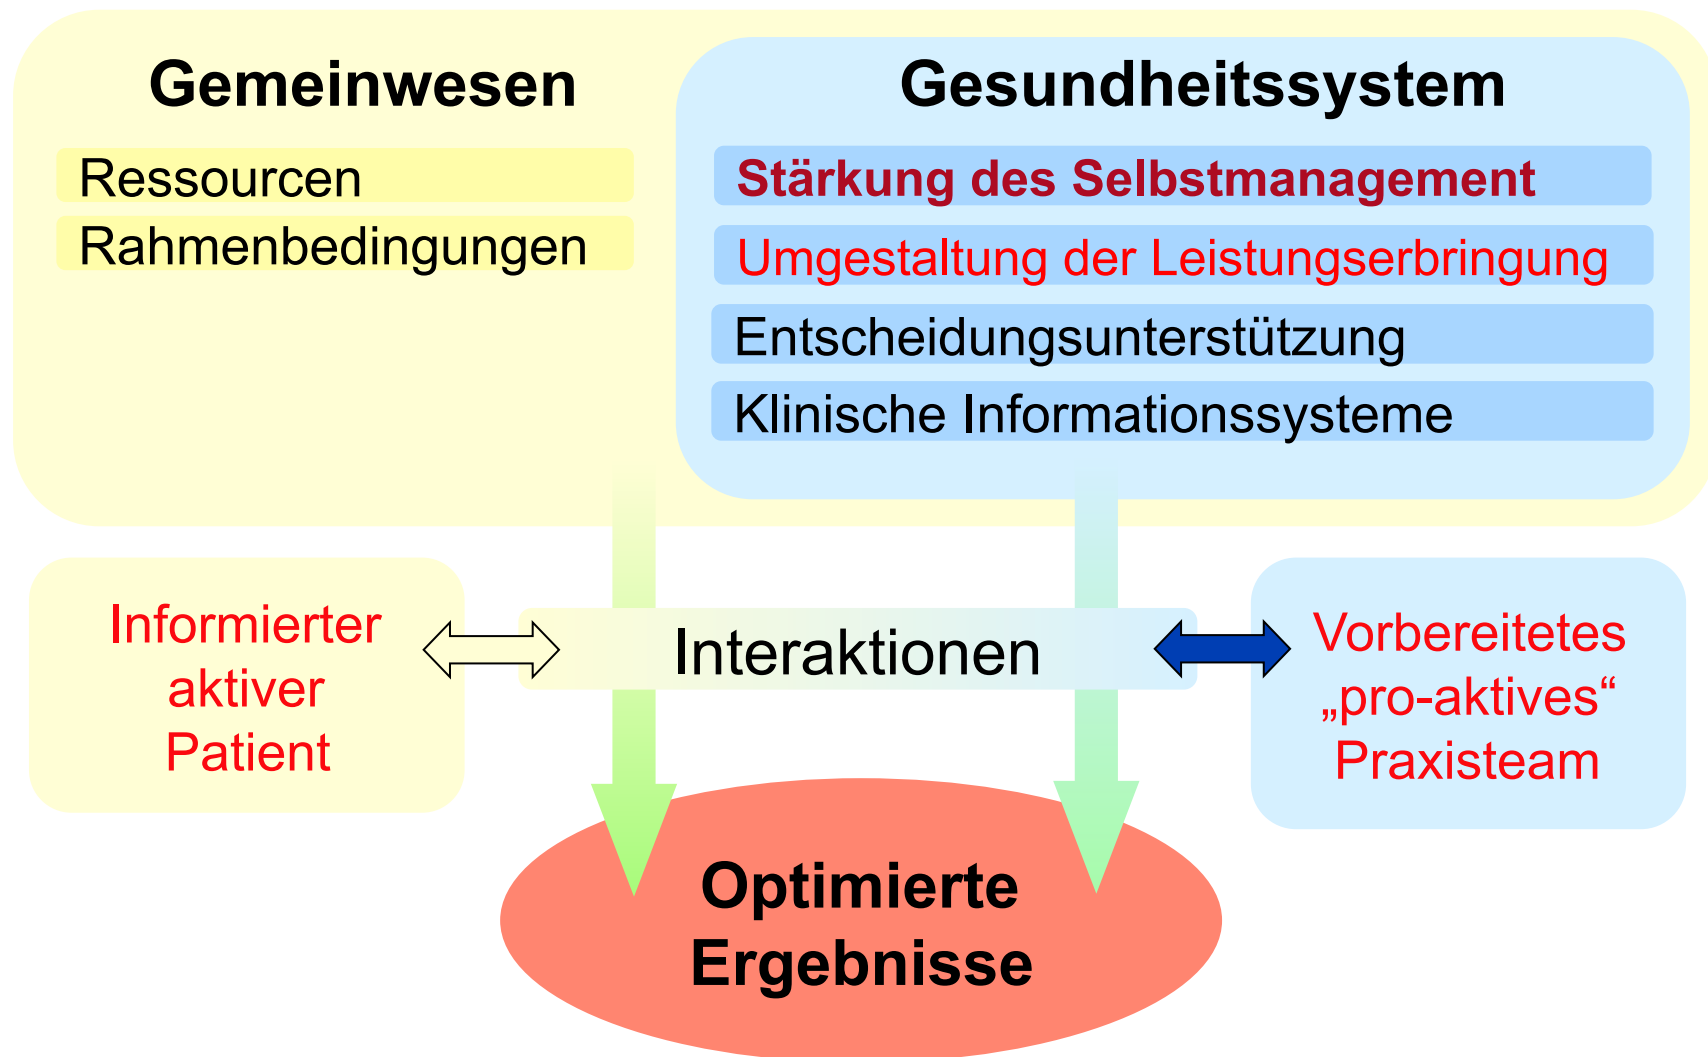 Gemeinwesen
Ressourcen
Rahmenbedingungen
Gesundheitssystem
Stärkung des Selbstmanagement
Umgestaltung der Leistungserbringung
Entscheidungsunterstützung
Klinische Informationssysteme
Informierter
aktiver
Patient
Interaktionen
Vorbereitetes
„pro-aktives“
Praxisteam
Optimierte
Ergebnisse